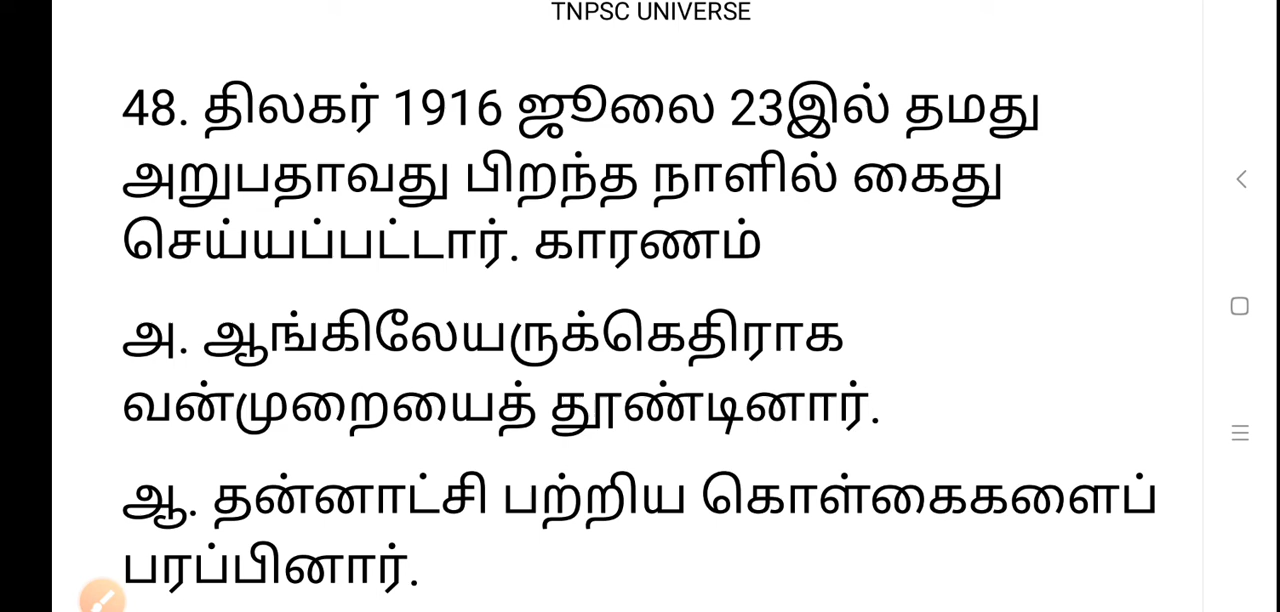 TNPSC UNIVERSE
48. திலகர் 1916 ஜூலை 23இல் தமது
அறுபதாவது பிறந்த நாளில் கைது
செய்யப்பட்டார். காரணம்
அ. ஆங்கிலேயருக்கெதிராக
வன்முறையைத் தூண்டினார்.
ஆ. தன்னாட்சி பற்றிய கொள்கைகளைப்
பரப்பினார்.